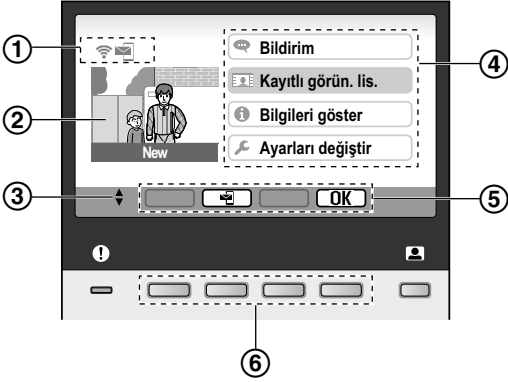 ①
②
New
③
Bildirim
Kayıtlı görün. lis.
Bilgileri göster
Ayarları değiştir
④
OK
⑤
⑥